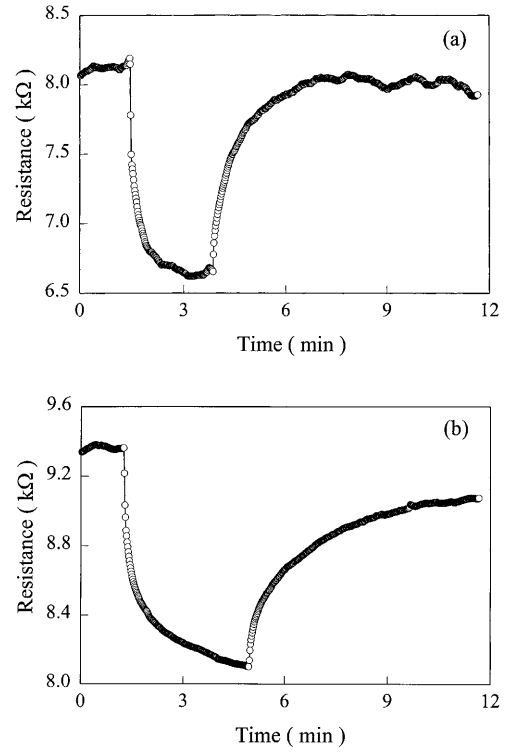 (a)
8.5
8.0
7.5
7.0
6.5
Resistance ( kΩ )
0 3 6 9 12
Time ( min )
(b)
9.6
9.2
8.8
8.4
8.0
Resistance ( kΩ )
0 3 6 9 12
Time ( min )